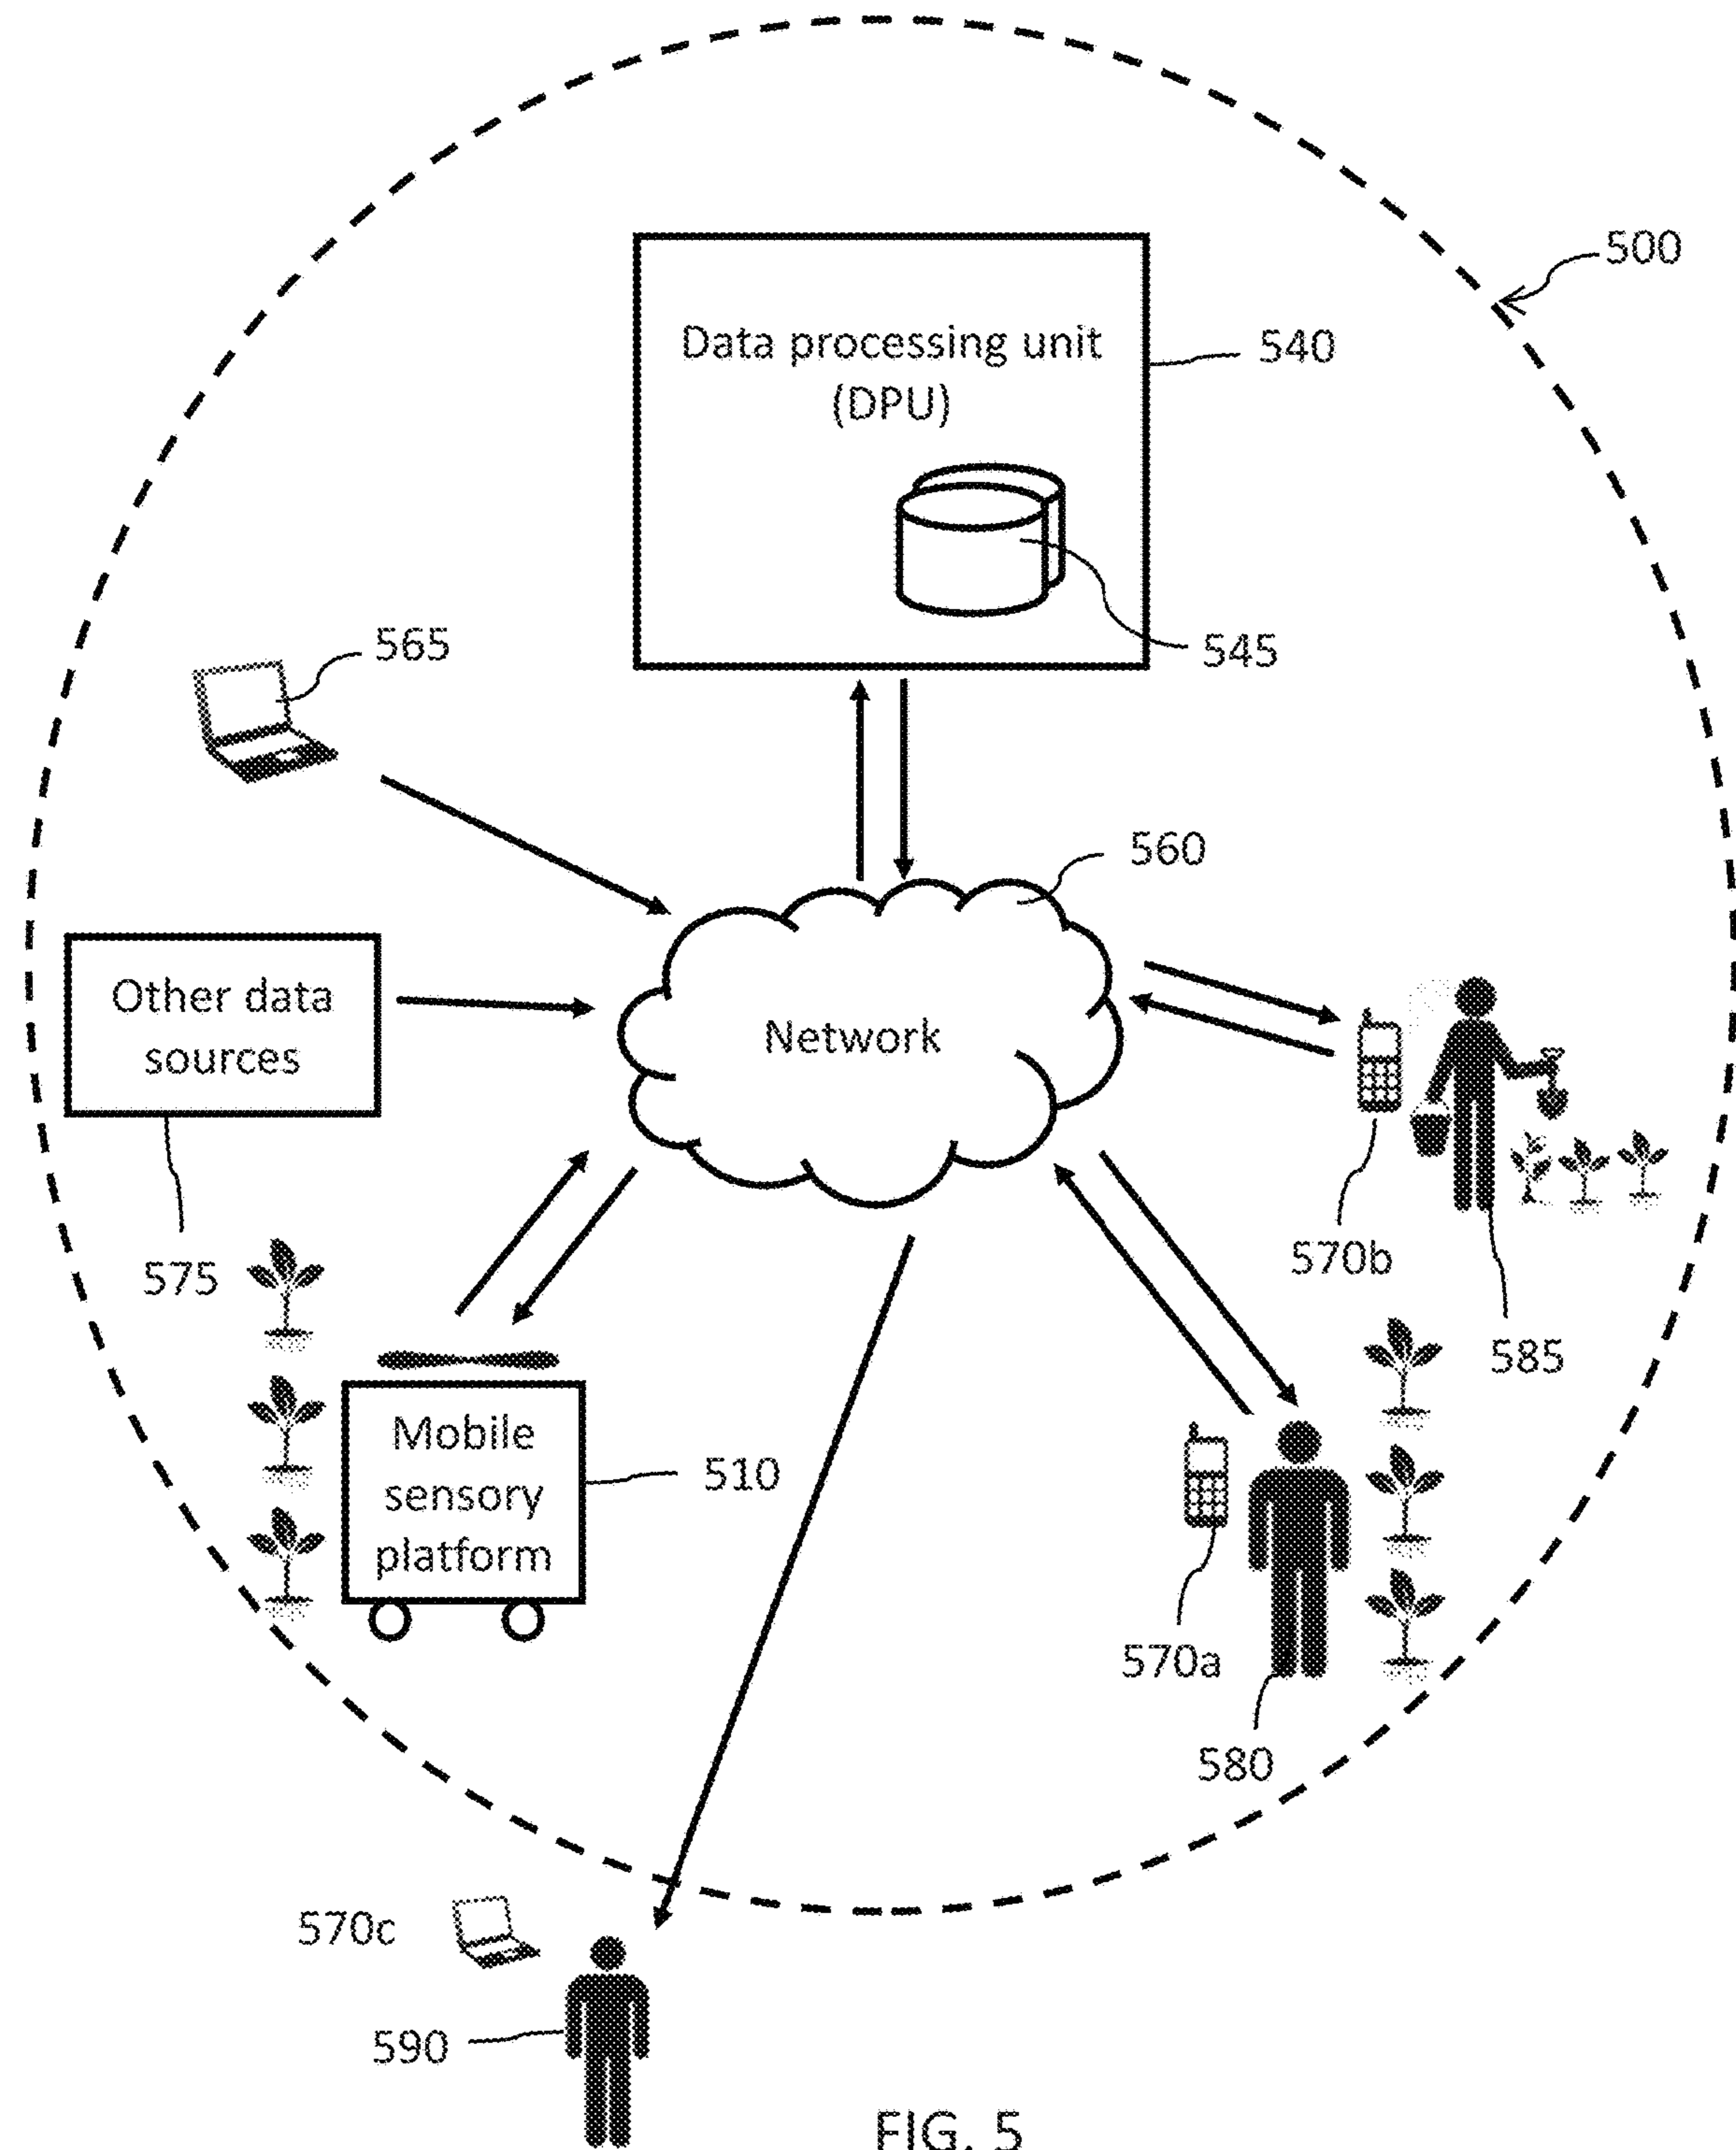 500
Data processing unit
(DPU)
540
545
565
560
Other data
sources
Network
575
570b
585
Mobile
sensory
platform
510
570a
580
570c
590
FIG. 5